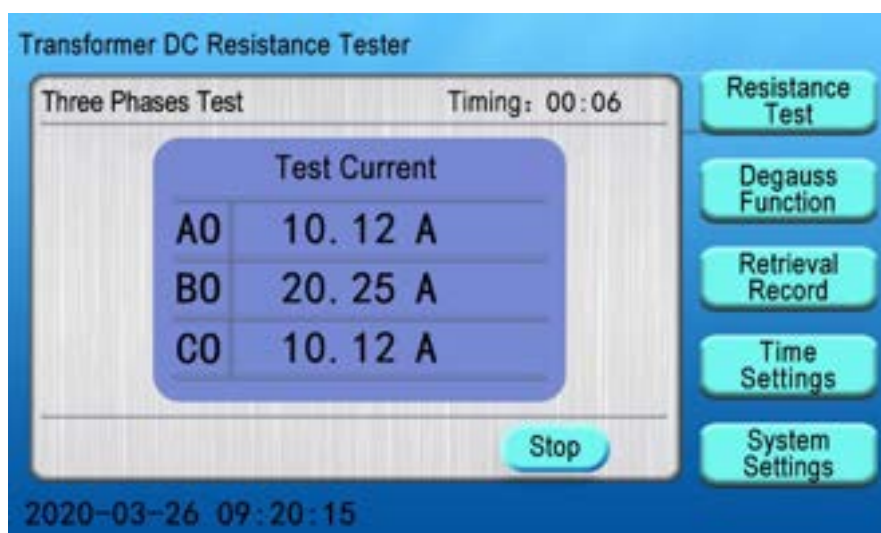 Transformer DC Resistance Tester
Three Phases Test Timing: 00:06
Test Current
A0 10.12 A
B0 20.25 A
C0 10.12 A
Stop
Resistance
Test
Degauss
Function
Retrieval
Record
Time
Settings
System
Settings
2020-03-26 09:20:15